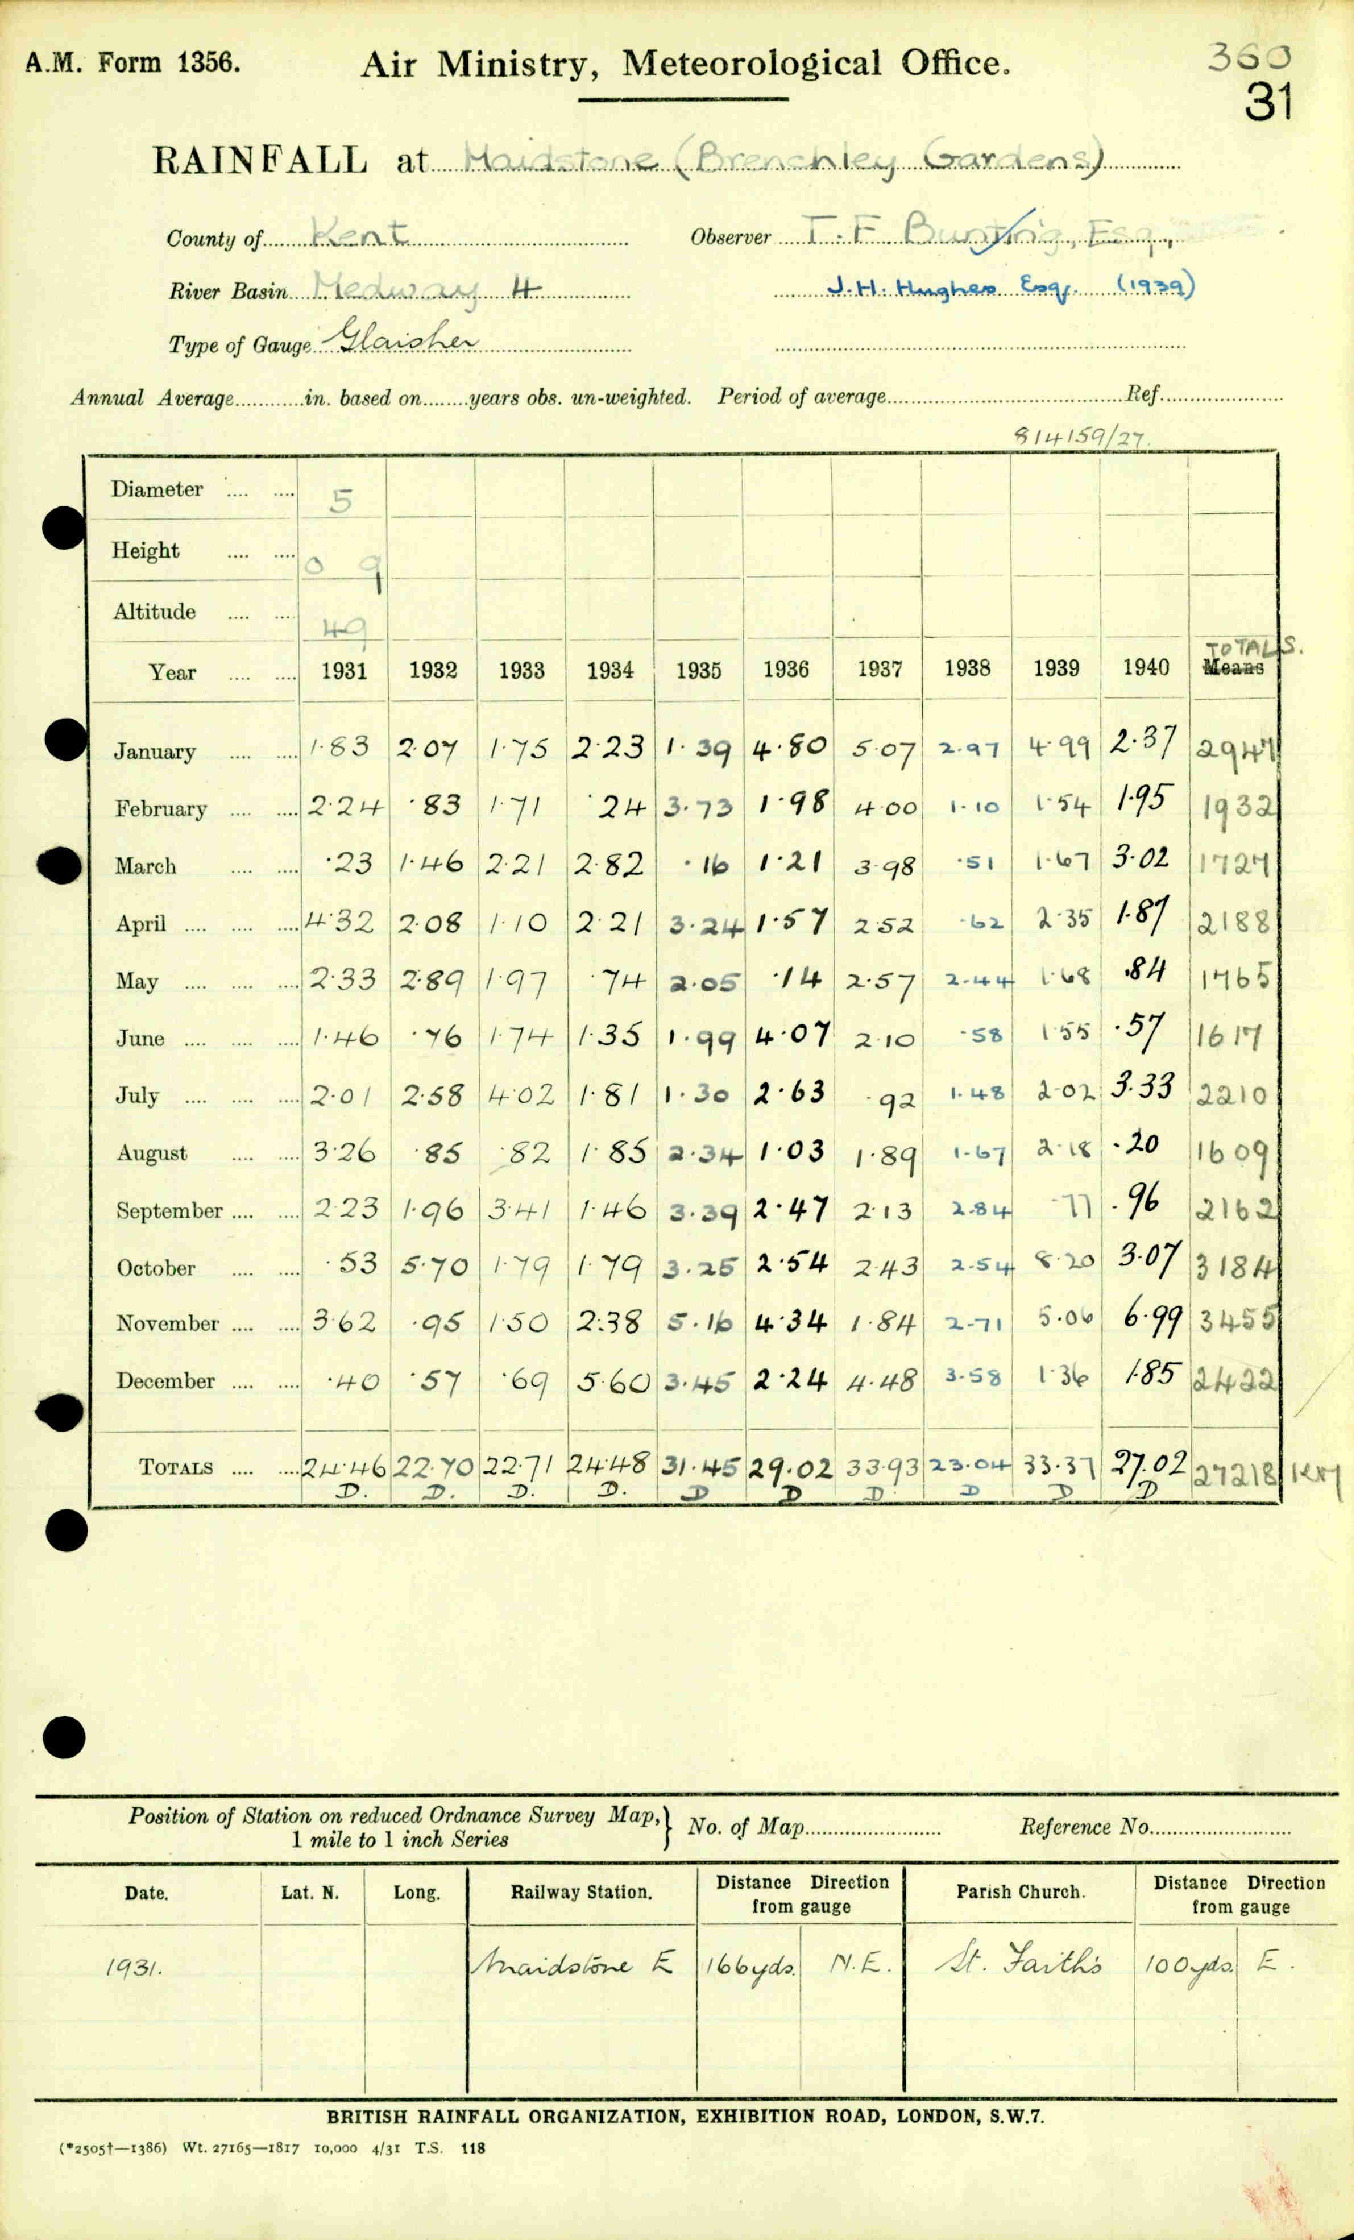 A.M. Form 1356. Air Ministry, Meteorological Office. 360
31
RAINFALL at Maidstone (Brenchley Gardens)
County of Kent Observer T. F Bunting, Esq.,
River Basin Medway 4 J. H. Hughes Esq. (1939)
Type of Gauge Glaisher
Annual Average in. based on years obs. un-weighted. Period of average Ref.
814159/27.
Diameter 5
Height 0 9
Altitude 49
TOTALS.
Year 1931 1932 1933 1934 1935 1936 1937 1938 1939 1940 Means
January 1.83 2.07 1.75 2.23 1.39 4.80 5.07 2.97 4.99 2.37 2947
February 2.24 .83 1.71 .24 3.73 1.98 4.00 1.10 1.54 1.95 1932
March .23 1.46 2.21 2.82 .16 1.21 3.98 .51 1.67 3.02 1727
April 4.32 2.08 1.10 2.21 3.24 1.57 2.52 .62 2.35 1.87 2188
May 2.33 2.89 1.97 .74 2.05 .14 2.57 2.44 1.68 .84 1765
June 1.46 .76 1.74 1.35 1.99 4.07 2.10 .58 1.55 .57 1617
July 2.01 2.58 4.02 1.81 1.30 2.63 .92 1.48 2.02 3.33 2210
August 3.26 .85 .82 1.85 2.34 1.03 1.89 1.67 2.18 .20 1609
September 2.23 1.96 3.41 1.46 3.39 2.47 2.13 2.84 .77 .96 2162
October .53 5.70 1.79 1.79 3.25 2.54 2.43 2.54 8.20 3.07 3184
November 3.62 .95 1.50 2.38 5.16 4.34 1.84 2.71 5.06 6.99 3455
December .40 .57 .69 5.60 3.45 2.24 4.48 3.58 1.36 1.85 2422
TOTALS 24.46 22.70 22.71 24.48 31.45 29.02 33.93 23.04 33.37 27.02 27218
D. D. D. D. D D D D D D
Position of Station on reduced Ordnance Survey Map, } No. of Map Reference No.
1 mile to 1 inch Series
Date. Lat. N. Long. Railway Station. Distance Direction from gauge Parish Church. Distance Direction from gauge
1931. Maidstone E 166yds. N.E. St. Faith's 100yds. E.
BRITISH RAINFALL ORGANIZATION, EXHIBITION ROAD, LONDON, S.W.7.
(*2505†—1386) Wt. 27165—1817 10,000 4/31 T.S. 118